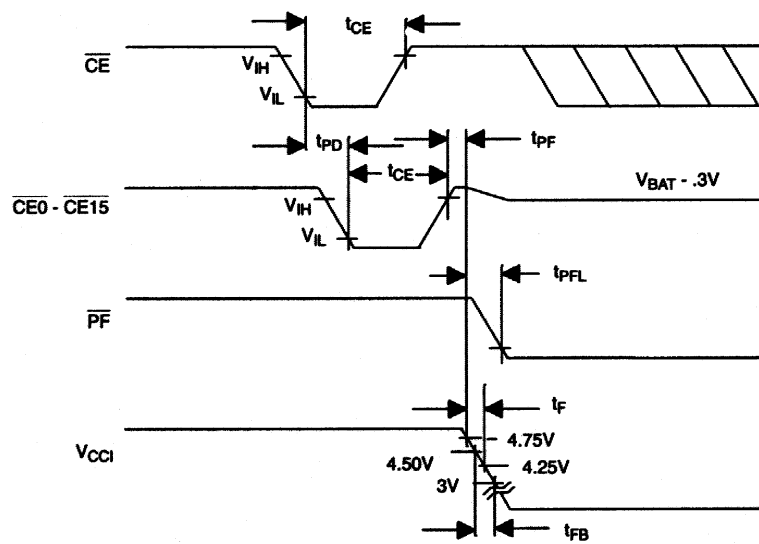 tCE
CE
VIH
VIL
tPD
tPF
tCE
VBAT - .3V
CE0 - CE15
VIH
VIL
tPFL
PF
tF
VCCI
4.75V
4.50V
4.25V
3V
tFB